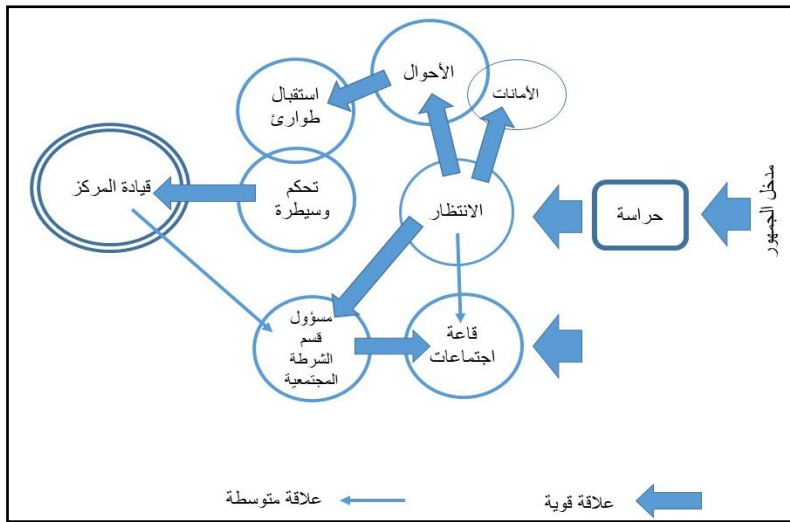 مدخل الجمهور
حراسة
الانتظار
الأمانات
الأحوال
استقبال
طوارئ
تحكم
وسيطرة
قيادة المركز
قاعة
اجتماعات
مسؤول
قسم
الشرطة
المجتمعية
علاقة قوية
علاقة متوسطة